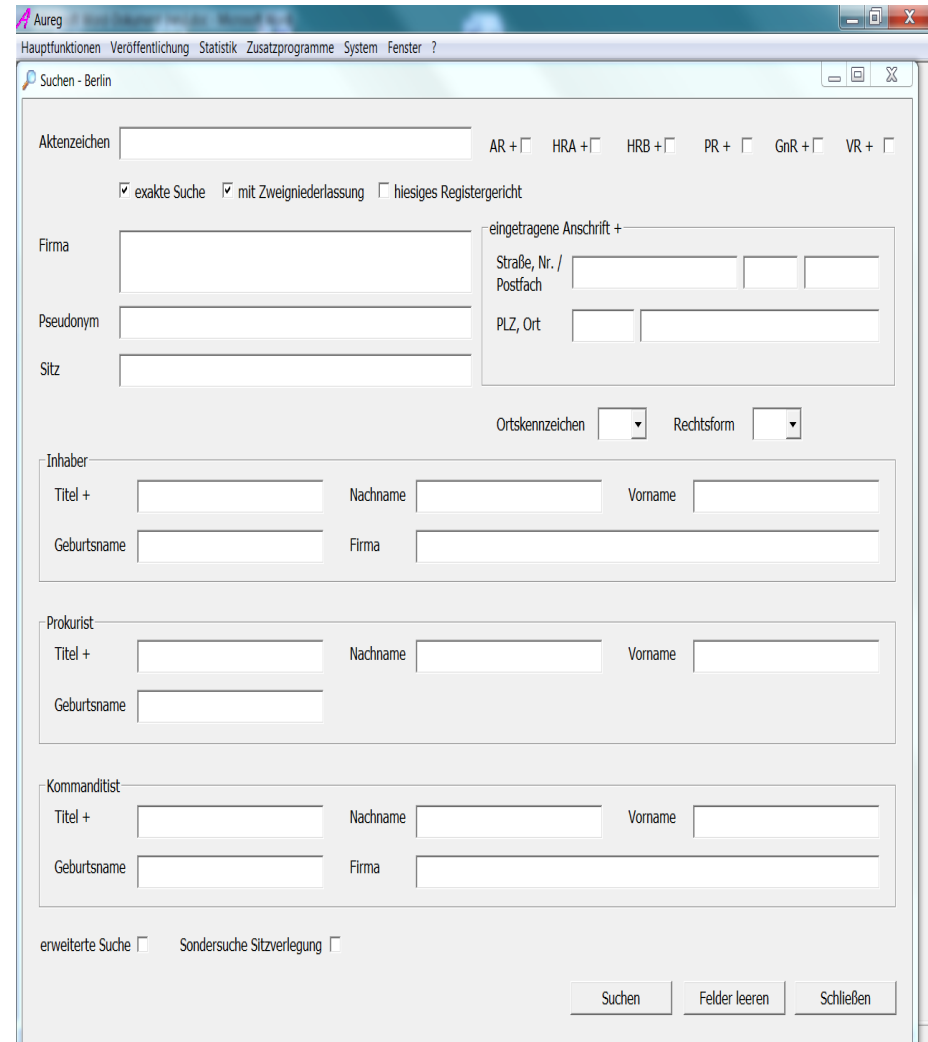 Aureg
Hauptfunktionen Veröffentlichung Statistik Zusatzprogramme System Fenster ?
Suchen - Berlin
Aktenzeichen AR + HRA + HRB + PR + GnR + VR +
exakte Suche mit Zweigniederlassung hiesiges Registergericht
eingetragene Anschrift +
Firma
Straße, Nr. /
Postfach
Pseudonym
PLZ, Ort
Sitz
Ortskennzeichen Rechtsform
Inhaber
Titel + Nachname Vorname
Geburtsname Firma
Prokurist
Titel + Nachname Vorname
Geburtsname
Kommanditist
Titel + Nachname Vorname
Geburtsname Firma
erweiterte Suche Sondersuche Sitzverlegung
Suchen Felder leeren Schließen